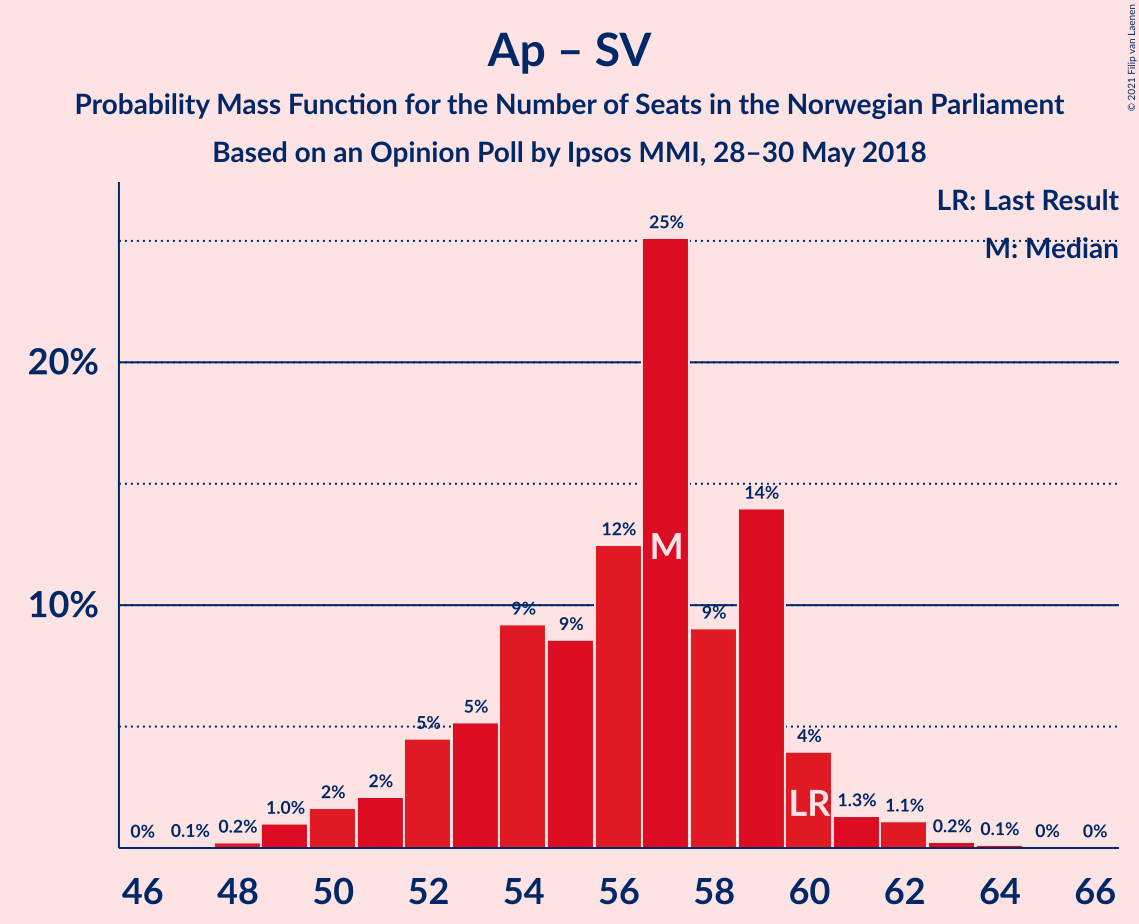 Ap – SV
Probability Mass Function for the Number of Seats in the Norwegian Parliament
Based on an Opinion Poll by Ipsos MMI, 28–30 May 2018
© 2021 Filip van Laenen
LR: Last Result
M: Median
20%
10%
0% 0.1% 0.2% 1.0% 2% 2% 5% 5% 9% 9% 12% 25% 9% 14% 4% 1.3% 1.1% 0.2% 0.1% 0% 0%
M
LR
46 48 50 52 54 56 58 60 62 64 66